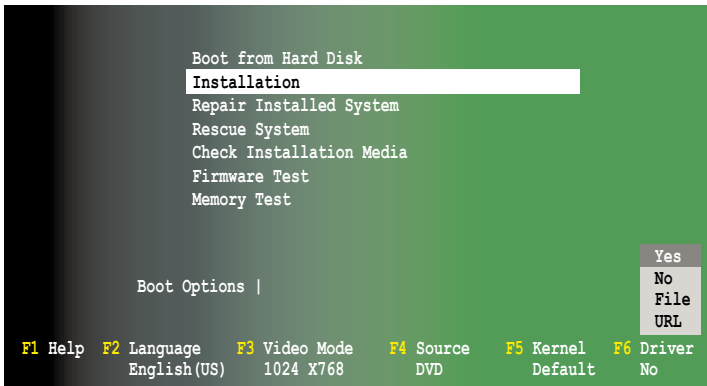 Boot from Hard Disk
Installation
Repair Installed System
Rescue System
Check Installation Media
Firmware Test
Memory Test
Yes
No
File
URL
Boot Options |
F1 Help F2 Language F3 Video Mode F4 Source F5 Kernel F6 Driver
English(US) 1024 X768 DVD Default No